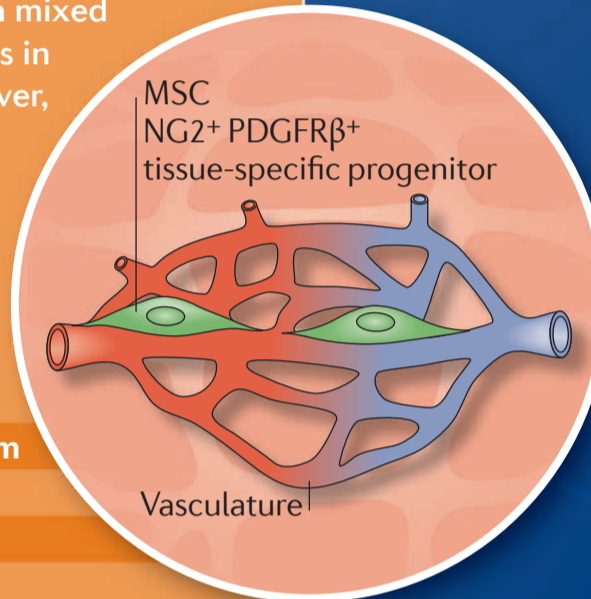 mixed
s in
ver,
MSC
NG2⁺ PDGFRβ⁺
tissue-specific progenitor
m
Vasculature